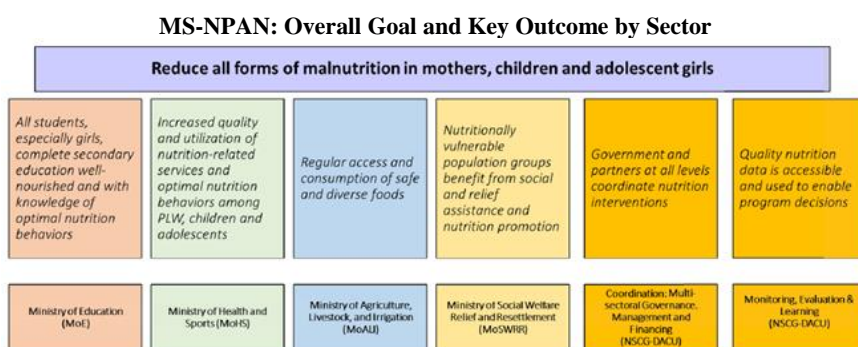 MS-NPAN: Overall Goal and Key Outcome by Sector
Reduce all forms of malnutrition in mothers, children and adolescent girls
All students,
especially girls,
complete secondary
education well-
nourished and with
knowledge of
optimal nutrition
behaviors
Increased quality
and utilization of
nutrition-related
services and
optimal nutrition
behaviors among
PLW, children and
adolescents
Regular access and
consumption of safe
and diverse foods
Nutritionally
vulnerable
population groups
benefit from social
and relief
assistance and
nutrition promotion
Government and
partners at all levels
coordinate nutrition
interventions
Quality nutrition
data is accessible
and used to enable
program decisions
Ministry of Education
(MoE)
Ministry of Health and
Sports (MoHS)
Ministry of Agriculture,
Livestock, and Irrigation
(MoALI)
Ministry of Social Welfare
Relief and Resettlement
(MoSWRR)
Coordination: Multi-
sectoral Governance,
Management and
Financing
(NSCG-DACU)
Monitoring, Evaluation &
Learning
(NSCG-DACU)